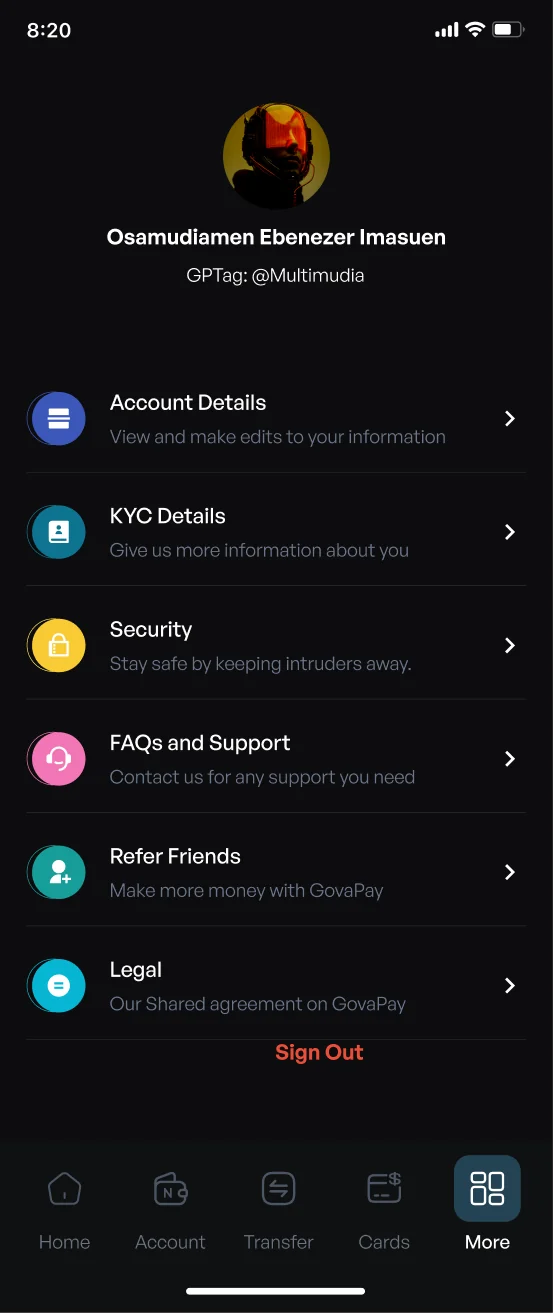 8:20
Osamudiamen Ebenezer Imasuen
GPTag: @Multimudia
Account Details
View and make edits to your information
KYC Details
Give us more information about you
Security
Stay safe by keeping intruders away.
FAQs and Support
Contact us for any support you need
Refer Friends
Make more money with GovaPay
Legal
Our Shared agreement on GovaPay
Sign Out
N $
Home Account Transfer Cards More